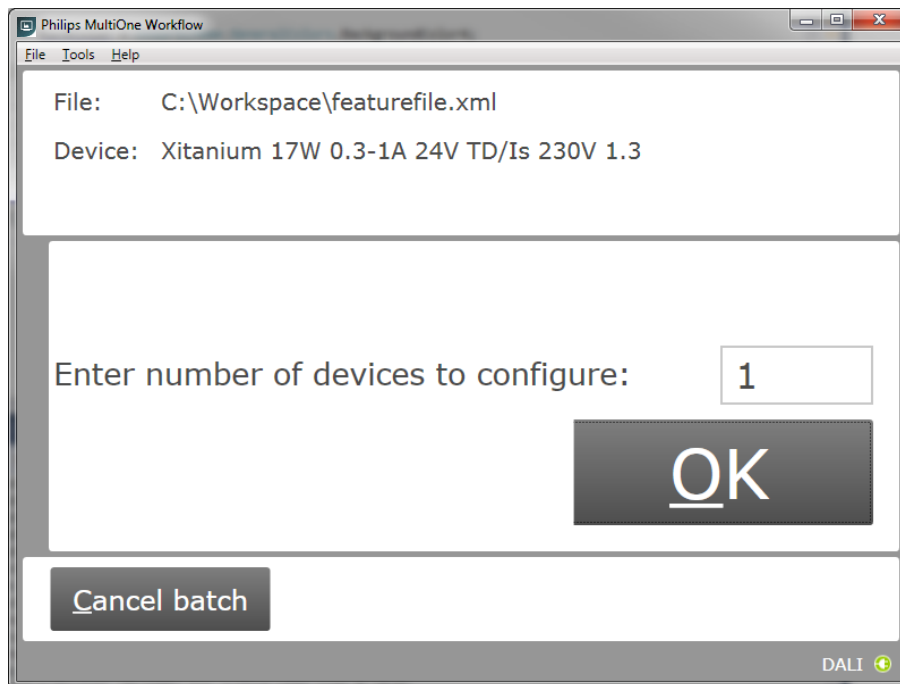 Philips MultiOne Workflow
File Tools Help
File: C:\Workspace\featurefile.xml
Device: Xitanium 17W 0.3-1A 24V TD/Is 230V 1.3
Enter number of devices to configure: 1
OK
Cancel batch
DALI